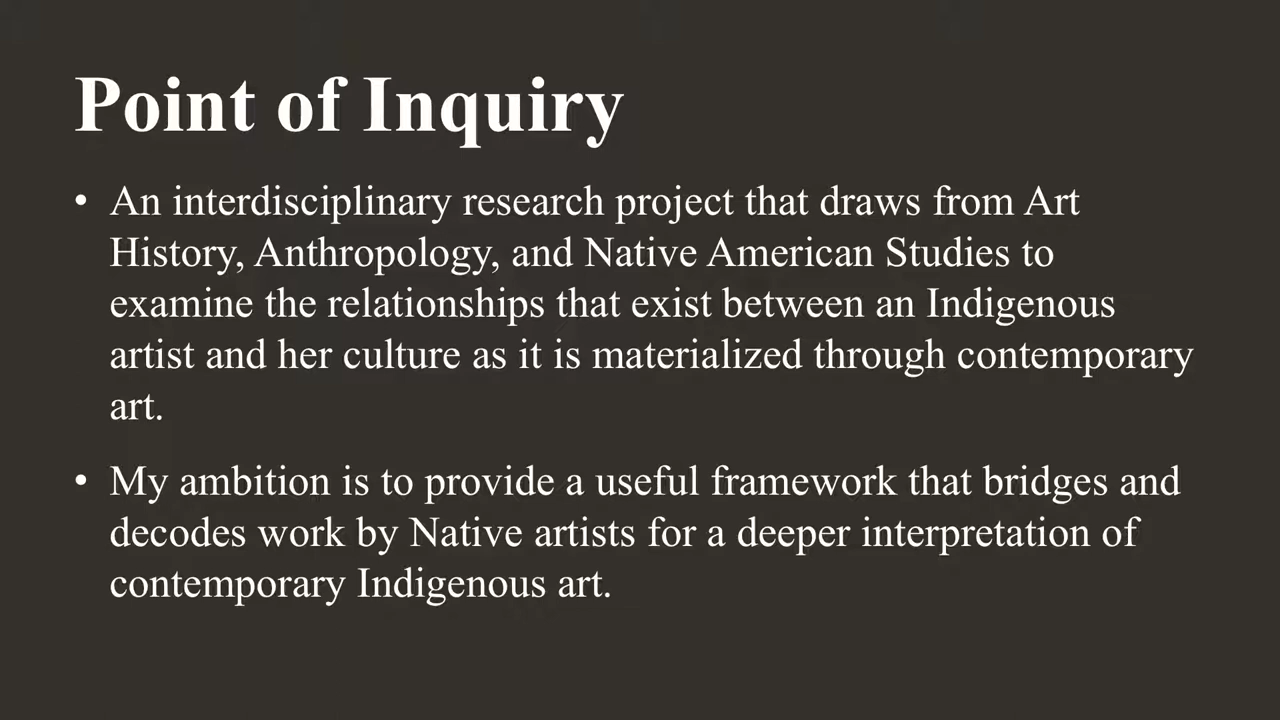 Point of Inquiry
• An interdisciplinary research project that draws from Art
History, Anthropology, and Native American Studies to
examine the relationships that exist between an Indigenous
artist and her culture as it is materialized through contemporary
art.
• My ambition is to provide a useful framework that bridges and
decodes work by Native artists for a deeper interpretation of
contemporary Indigenous art.